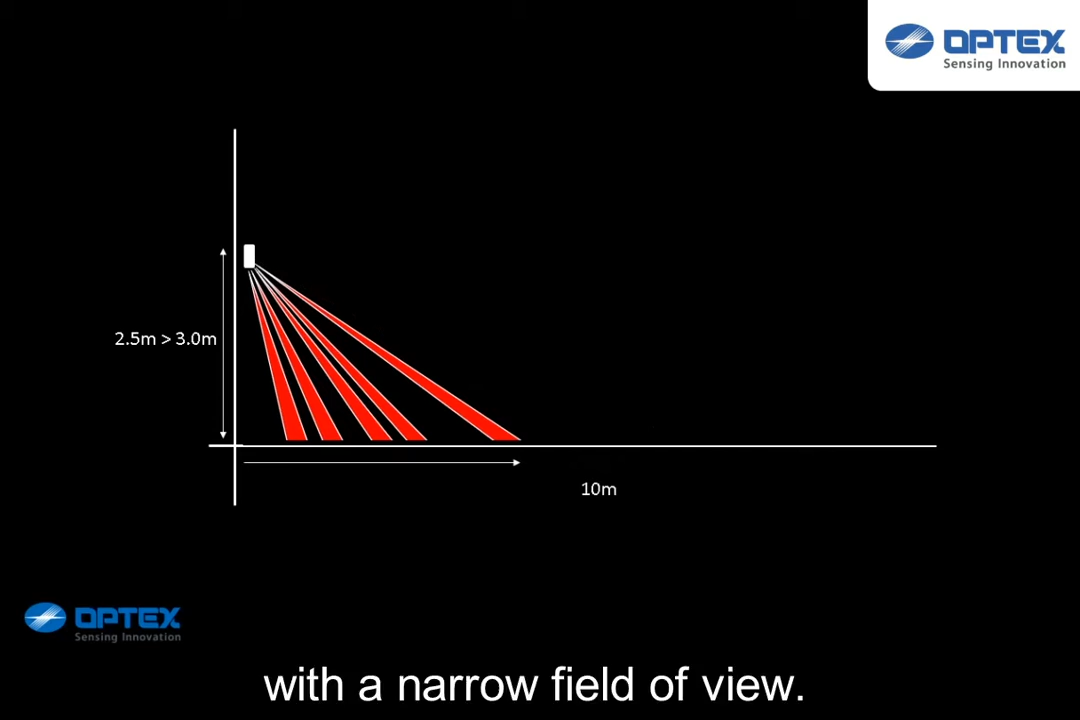 OPTEX
Sensing Innovation
2.5m > 3.0m
10m
OPTEX
Sensing Innovation
with a narrow field of view.